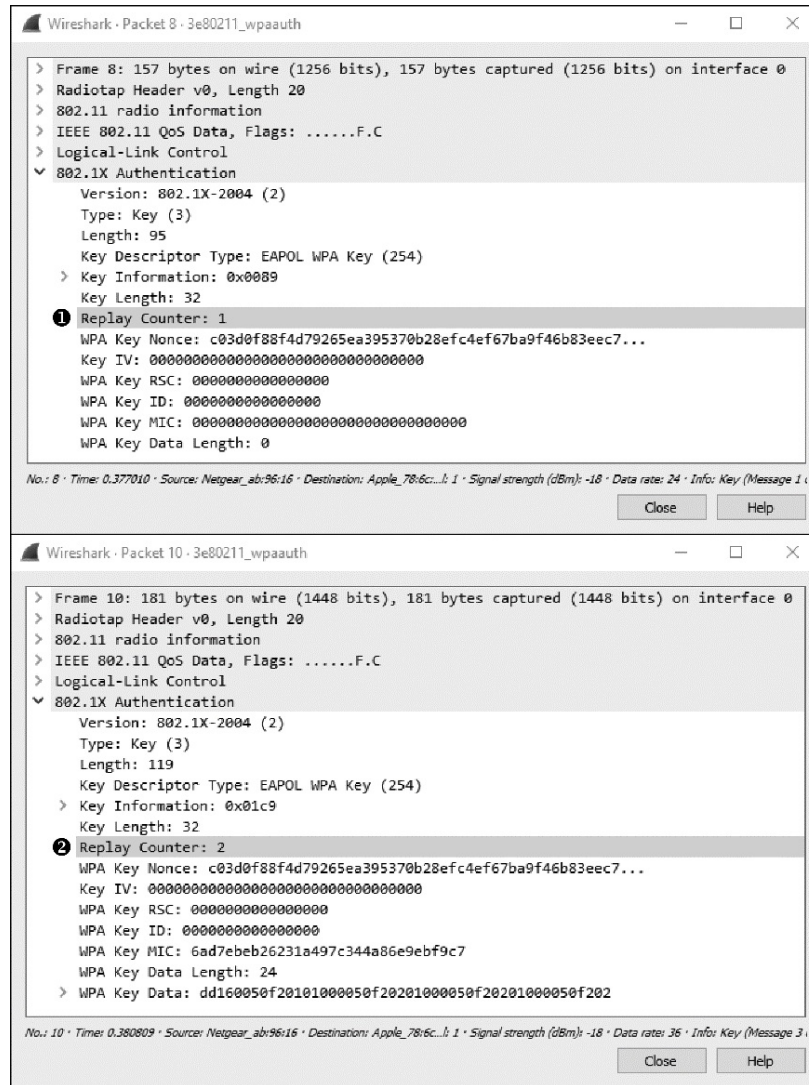 Wireshark · Packet 8 · 3e80211_wpaauth
> Frame 8: 157 bytes on wire (1256 bits), 157 bytes captured (1256 bits) on interface 0
> Radiotap Header v0, Length 20
> 802.11 radio information
> IEEE 802.11 QoS Data, Flags: ......F.C
> Logical-Link Control
802.1X Authentication
Version: 802.1X-2004 (2)
Type: Key (3)
Length: 95
Key Descriptor Type: EAPOL WPA Key (254)
> Key Information: 0x0089
Key Length: 32
❶ Replay Counter: 1
WPA Key Nonce: c03d0f88f4d79265ea395370b28efc4ef67ba9f46b83eec7...
Key IV: 00000000000000000000000000000000
WPA Key RSC: 0000000000000000
WPA Key ID: 0000000000000000
WPA Key MIC: 00000000000000000000000000000000
WPA Key Data Length: 0
No.: 8 · Time: 0.377010 · Source: Netgear_ab:96:16 · Destination: Apple_78:6c:...l: 1 · Signal strength (dBm): -18 · Data rate: 24 · Info: Key (Message 1
Close Help
Wireshark · Packet 10 · 3e80211_wpaauth
> Frame 10: 181 bytes on wire (1448 bits), 181 bytes captured (1448 bits) on interface 0
> Radiotap Header v0, Length 20
> 802.11 radio information
> IEEE 802.11 QoS Data, Flags: ......F.C
> Logical-Link Control
802.1X Authentication
Version: 802.1X-2004 (2)
Type: Key (3)
Length: 119
Key Descriptor Type: EAPOL WPA Key (254)
> Key Information: 0x01c9
Key Length: 32
❷ Replay Counter: 2
WPA Key Nonce: c03d0f88f4d79265ea395370b28efc4ef67ba9f46b83eec7...
Key IV: 00000000000000000000000000000000
WPA Key RSC: 0000000000000000
WPA Key ID: 0000000000000000
WPA Key MIC: 6ad7ebeb26231a497c344a86e9ebf9c7
WPA Key Data Length: 24
> WPA Key Data: dd160050f20101000050f20201000050f20201000050f202
No.: 10 · Time: 0.380809 · Source: Netgear_ab:96:16 · Destination: Apple_78:6c...l: 1 · Signal strength (dBm): -18 · Data rate: 36 · Info: Key (Message 3
Close Help